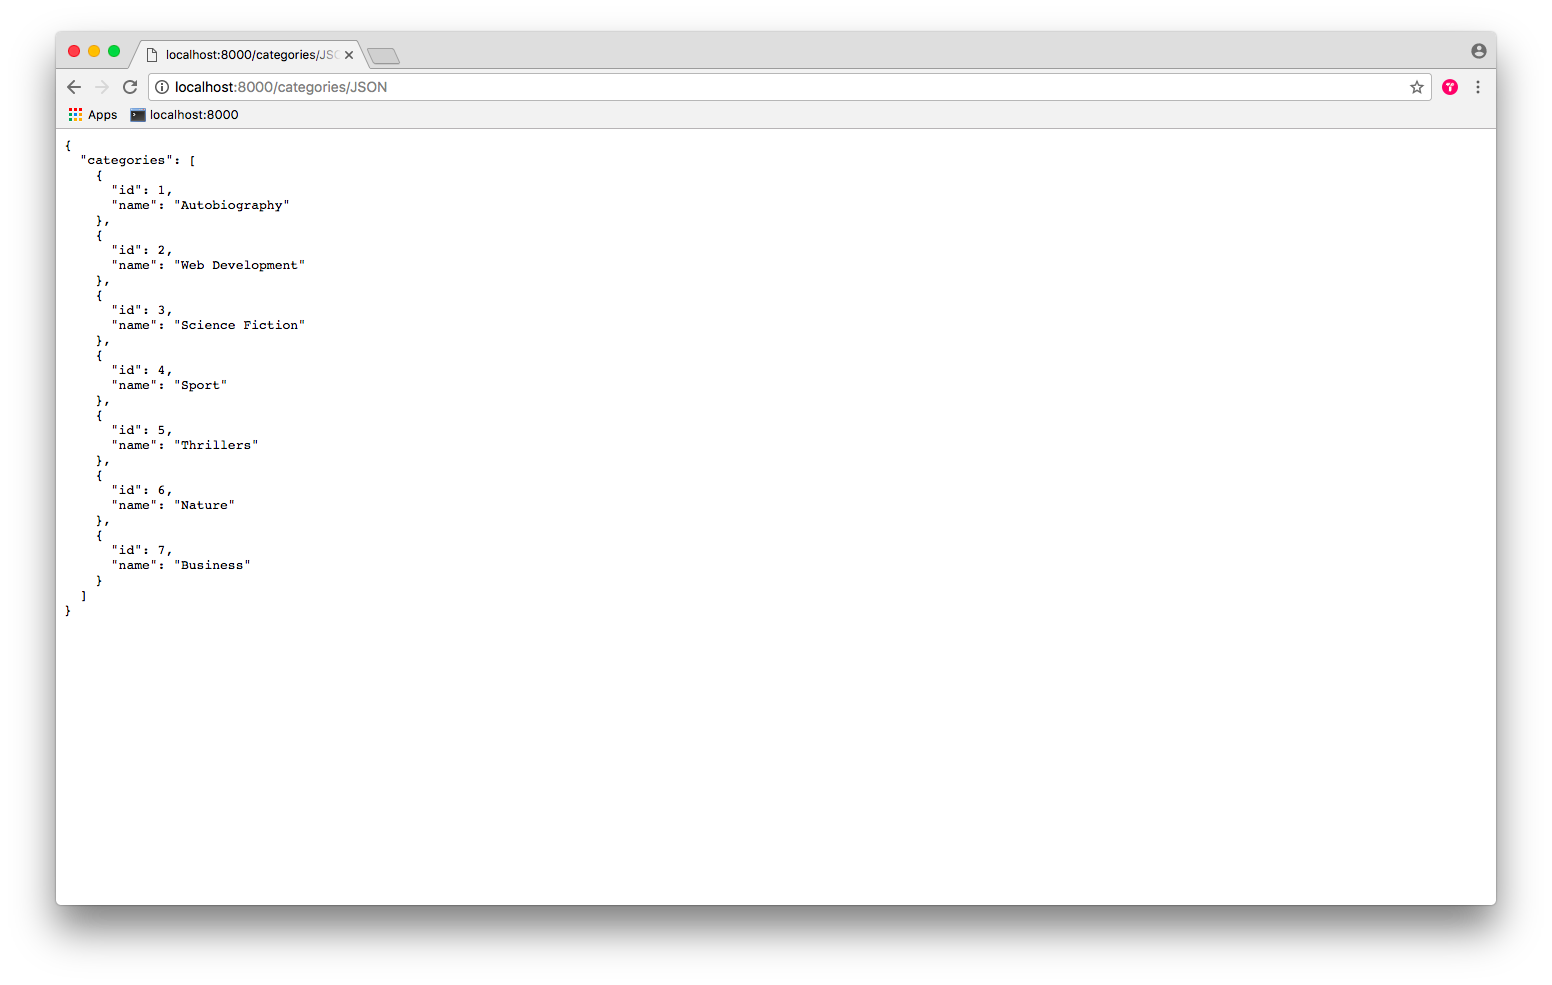 localhost:8000/categories/JSO
localhost:8000/categories/JSON
Apps localhost:8000
{
  "categories": [
    {
      "id": 1,
      "name": "Autobiography"
    },
    {
      "id": 2,
      "name": "Web Development"
    },
    {
      "id": 3,
      "name": "Science Fiction"
    },
    {
      "id": 4,
      "name": "Sport"
    },
    {
      "id": 5,
      "name": "Thrillers"
    },
    {
      "id": 6,
      "name": "Nature"
    },
    {
      "id": 7,
      "name": "Business"
    }
  ]
}